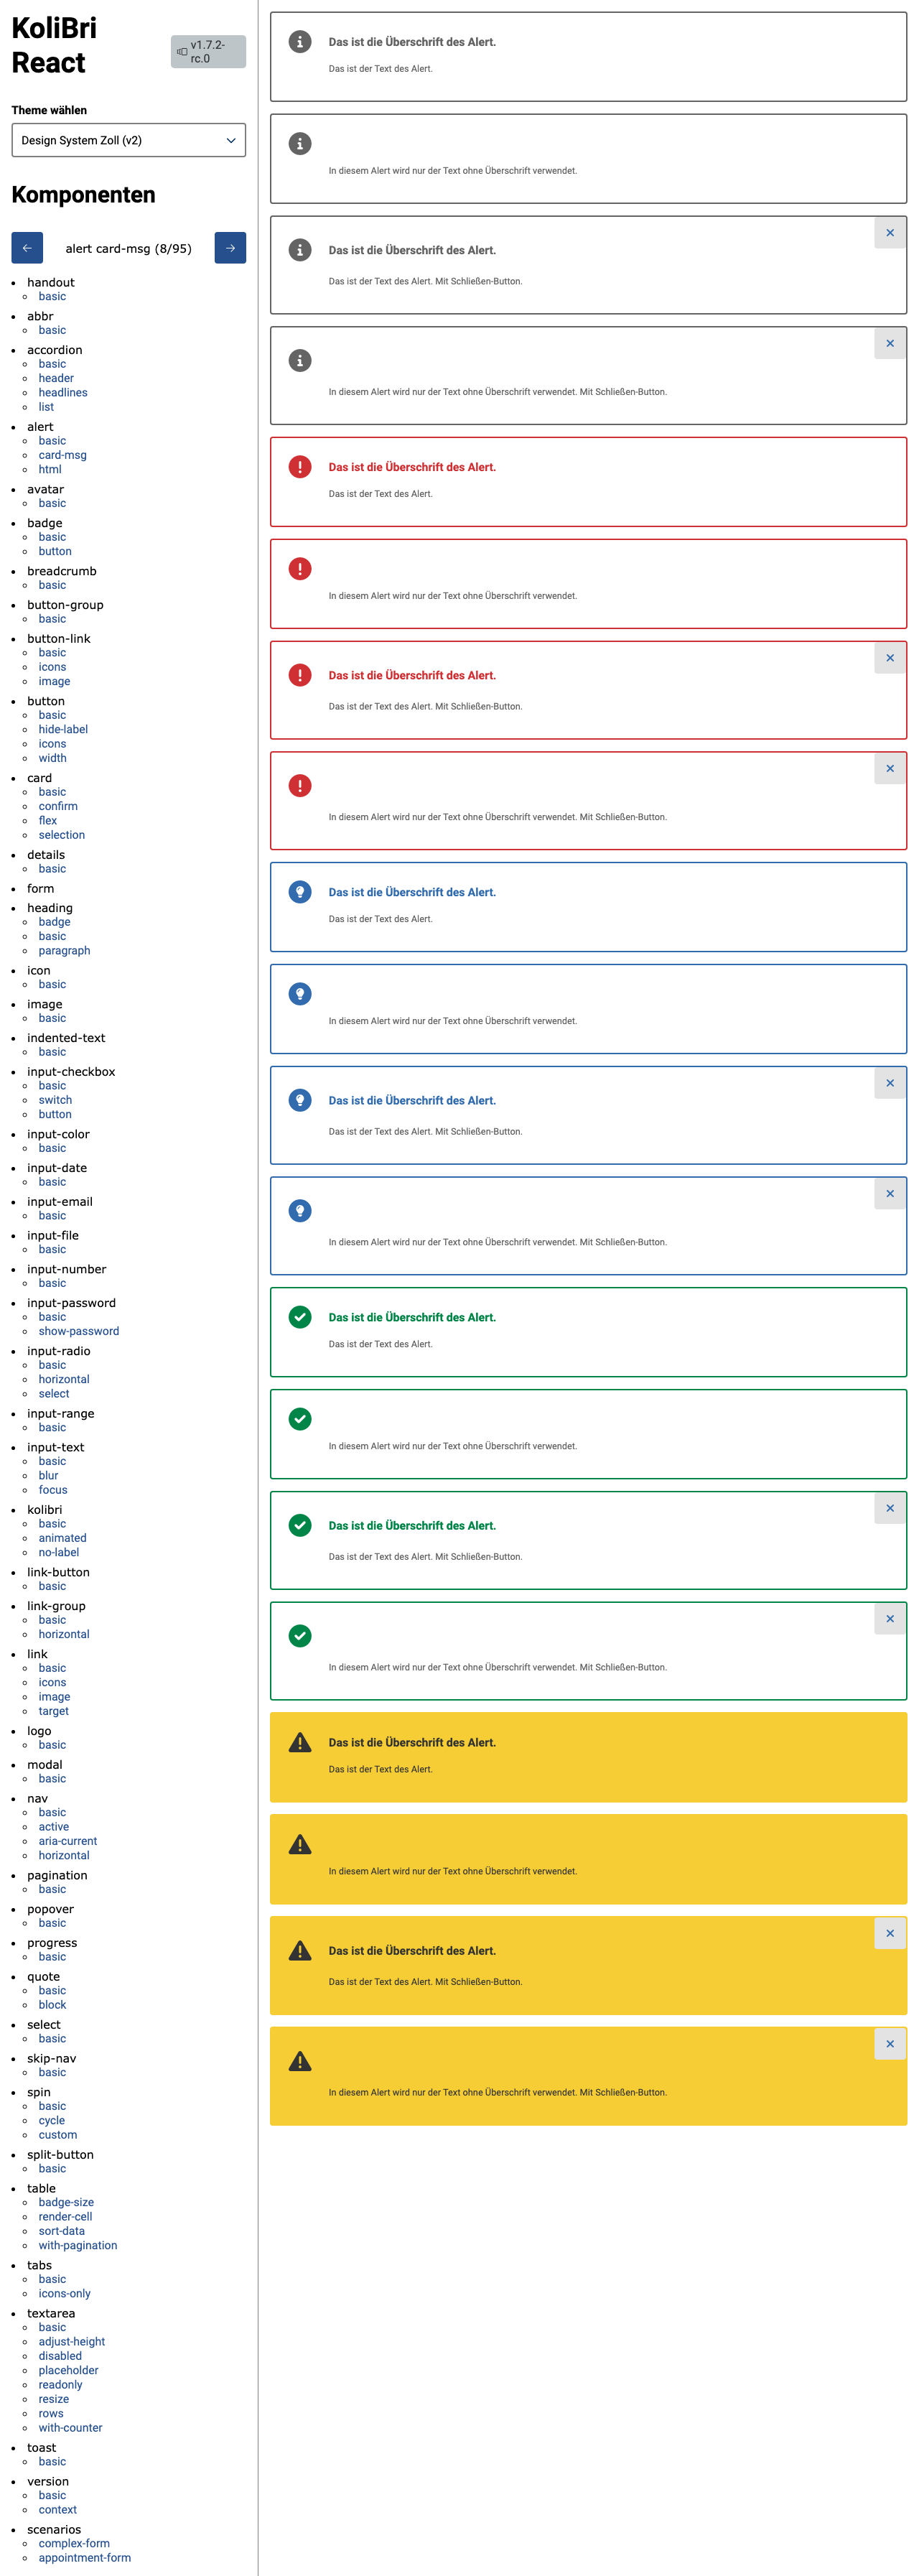 KoliBri
React
v1.7.2-
rc.0
Theme wählen
Design System Zoll (v2)
Komponenten
alert card-msg (8/95)
handout
basic
abbr
basic
accordion
basic
header
headlines
list
alert
basic
card-msg
html
avatar
basic
badge
basic
button
breadcrumb
basic
button-group
basic
button-link
basic
icons
image
button
basic
hide-label
icons
width
card
basic
confirm
flex
selection
details
basic
form
heading
badge
basic
paragraph
icon
basic
image
basic
indented-text
basic
input-checkbox
basic
switch
button
input-color
basic
input-date
basic
input-email
basic
input-file
basic
input-number
basic
input-password
basic
show-password
input-radio
basic
horizontal
select
input-range
basic
input-text
basic
blur
focus
kolibri
basic
animated
no-label
link-button
basic
link-group
basic
horizontal
link
basic
icons
image
target
logo
basic
modal
basic
nav
basic
active
aria-current
horizontal
pagination
basic
popover
basic
progress
basic
quote
basic
block
select
basic
skip-nav
basic
spin
basic
cycle
custom
split-button
basic
table
badge-size
render-cell
sort-data
with-pagination
tabs
basic
icons-only
textarea
basic
adjust-height
disabled
placeholder
readonly
resize
rows
with-counter
toast
basic
version
basic
context
scenarios
complex-form
appointment-form
Das ist die Überschrift des Alert.
Das ist der Text des Alert.
In diesem Alert wird nur der Text ohne Überschrift verwendet.
Das ist die Überschrift des Alert.
Das ist der Text des Alert. Mit Schließen-Button.
In diesem Alert wird nur der Text ohne Überschrift verwendet. Mit Schließen-Button.
Das ist die Überschrift des Alert.
Das ist der Text des Alert.
In diesem Alert wird nur der Text ohne Überschrift verwendet.
Das ist die Überschrift des Alert.
Das ist der Text des Alert. Mit Schließen-Button.
In diesem Alert wird nur der Text ohne Überschrift verwendet. Mit Schließen-Button.
Das ist die Überschrift des Alert.
Das ist der Text des Alert.
In diesem Alert wird nur der Text ohne Überschrift verwendet.
Das ist die Überschrift des Alert.
Das ist der Text des Alert. Mit Schließen-Button.
In diesem Alert wird nur der Text ohne Überschrift verwendet. Mit Schließen-Button.
Das ist die Überschrift des Alert.
Das ist der Text des Alert.
In diesem Alert wird nur der Text ohne Überschrift verwendet.
Das ist die Überschrift des Alert.
Das ist der Text des Alert. Mit Schließen-Button.
In diesem Alert wird nur der Text ohne Überschrift verwendet. Mit Schließen-Button.
Das ist die Überschrift des Alert.
Das ist der Text des Alert.
In diesem Alert wird nur der Text ohne Überschrift verwendet.
Das ist die Überschrift des Alert.
Das ist der Text des Alert. Mit Schließen-Button.
In diesem Alert wird nur der Text ohne Überschrift verwendet. Mit Schließen-Button.